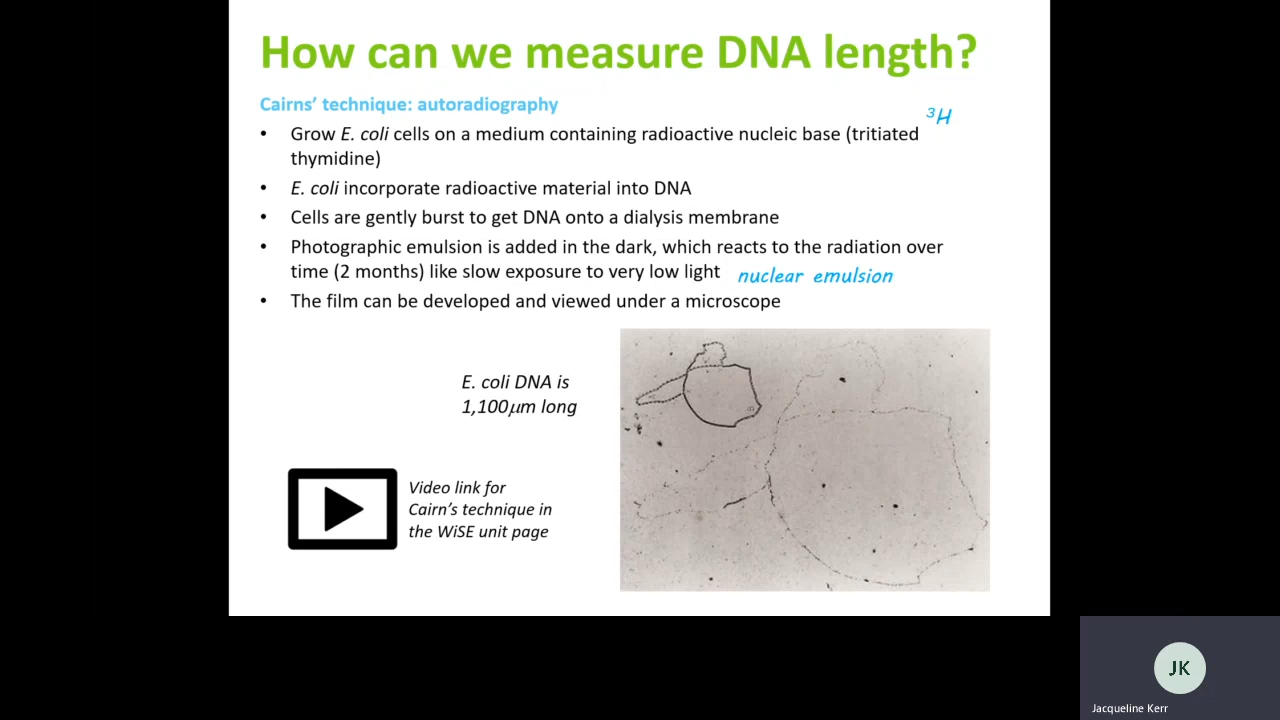 How can we measure DNA length?
Cairns’ technique: autoradiography
³H
• Grow E. coli cells on a medium containing radioactive nucleic base (tritiated
thymidine)
• E. coli incorporate radioactive material into DNA
• Cells are gently burst to get DNA onto a dialysis membrane
• Photographic emulsion is added in the dark, which reacts to the radiation over
time (2 months) like slow exposure to very low light nuclear emulsion
• The film can be developed and viewed under a microscope
E. coli DNA is
1,100μm long
Video link for
Cairn’s technique in
the WiSE unit page
JK
Jacqueline Kerr